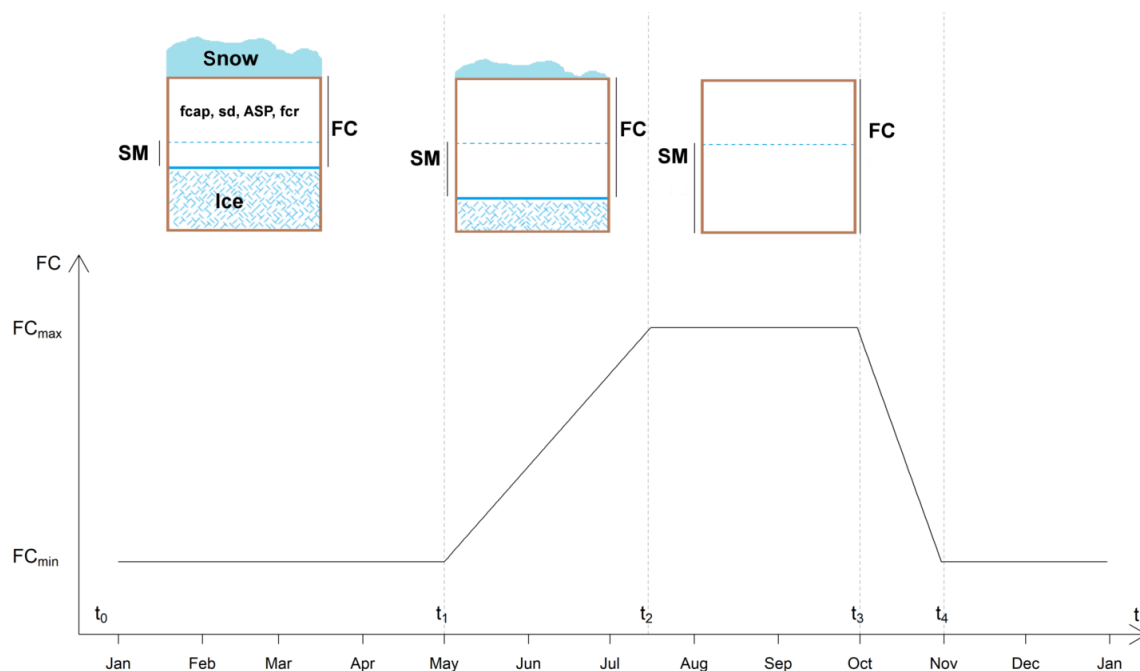 Snow
fcap, sd, ASP, fcr
FC
SM
Ice
FC
SM
FC
SM
FC
FCmax
FCmin
t0 t1 t2 t3 t4 t
Jan Feb Mar Apr May Jun Jul Aug Sep Oct Nov Dec Jan